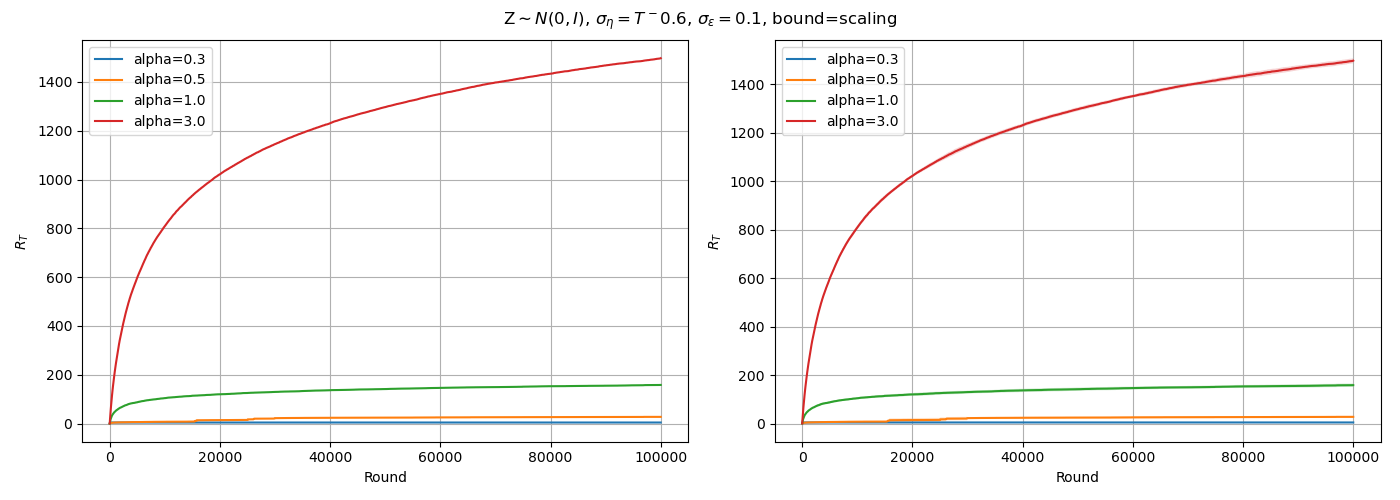 Z ∼ N(0, I), σ_η = T⁻0.6, σ_ε = 0.1, bound=scaling
alpha=0.3
alpha=0.5
alpha=1.0
alpha=3.0
1400
1200
1000
800
600
400
200
0
R_T
0 20000 40000 60000 80000 100000
Round
alpha=0.3
alpha=0.5
alpha=1.0
alpha=3.0
1400
1200
1000
800
600
400
200
0
R_T
0 20000 40000 60000 80000 100000
Round